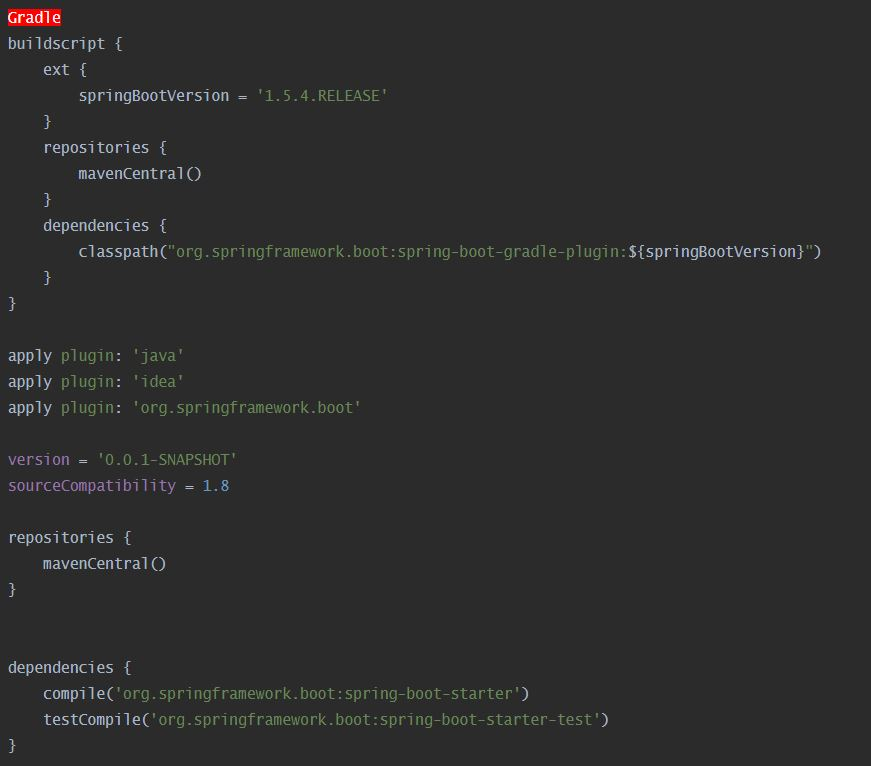 Gradle
buildscript {
    ext {
        springBootVersion = '1.5.4.RELEASE'
    }
    repositories {
        mavenCentral()
    }
    dependencies {
        classpath("org.springframework.boot:spring-boot-gradle-plugin:${springBootVersion}")
    }
}

apply plugin: 'java'
apply plugin: 'idea'
apply plugin: 'org.springframework.boot'

version = '0.0.1-SNAPSHOT'
sourceCompatibility = 1.8

repositories {
    mavenCentral()
}


dependencies {
    compile('org.springframework.boot:spring-boot-starter')
    testCompile('org.springframework.boot:spring-boot-starter-test')
}